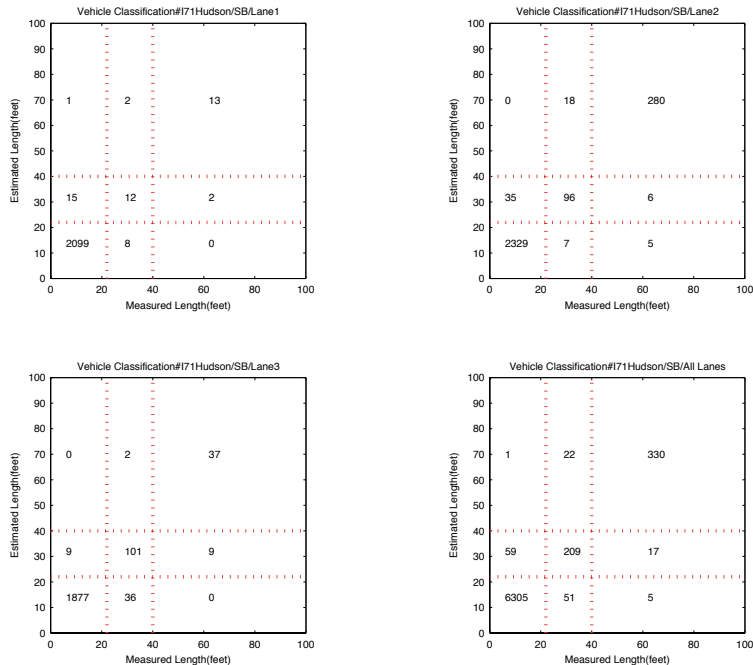 Vehicle Classification#I71Hudson/SB/Lane1
100
90
80
70
60
50
40
30
20
10
0
Estimated Length(feet)
1 2 13
15 12 2
2099 8 0
0 20 40 60 80 100
Measured Length(feet)
Vehicle Classification#I71Hudson/SB/Lane2
100
90
80
70
60
50
40
30
20
10
0
Estimated Length(feet)
0 18 280
35 96 6
2329 7 5
0 20 40 60 80 100
Measured Length(feet)
Vehicle Classification#I71Hudson/SB/Lane3
100
90
80
70
60
50
40
30
20
10
0
Estimated Length(feet)
0 2 37
9 101 9
1877 36 0
0 20 40 60 80 100
Measured Length(feet)
Vehicle Classification#I71Hudson/SB/All Lanes
100
90
80
70
60
50
40
30
20
10
0
Estimated Length(feet)
1 22 330
59 209 17
6305 51 5
0 20 40 60 80 100
Measured Length(feet)